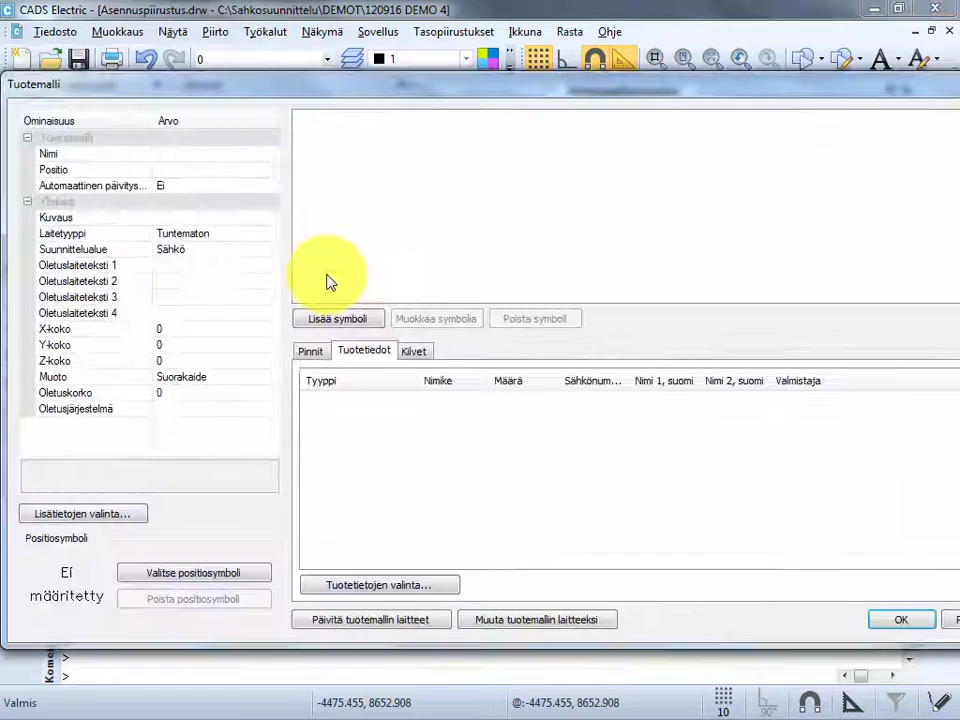 CADS Electric - [Asennuspiirustus.drw - C:\Sahkosuunnittelu\DEMOT\120916 DEMO 4]
Tiedosto Muokkaus Näytä Piirto Työkalut Näkymä Sovellus Tasopiirustukset Ikkuna Rasta Ohje
0 1
Tuotemalli
Ominaisuus Arvo
Nimi
Positio
Automaattinen päivitys... Ei
Kuvaus
Laitetyyppi Tuntematon
Suunnittelualue Sähkö
Oletuslaiteteksti 1
Oletuslaiteteksti 2
Oletuslaiteteksti 3
Oletuslaiteteksti 4
X-koko 0
Y-koko 0
Z-koko 0
Muoto Suorakaide
Oletuskorko 0
Oletusjärjestelmä
Lisätietojen valinta...
Positiosymboli
Ei
määritetty
Valitse positiosymboli
Poista positiosymboli
Lisää symboli Muokkaa symbolia Poista symboli
Pinnit Tuotetiedot Kilvet
Tyyppi Nimike Määrä Sähkönum... Nimi 1, suomi Nimi 2, suomi Valmistaja
Tuotetietojen valinta...
Päivitä tuotemallin laitteet Muuta tuotemallin laitteeksi OK
>
>
Valmis -4475.455, 8652.908 @:-4475.455, 8652.908 10 90°